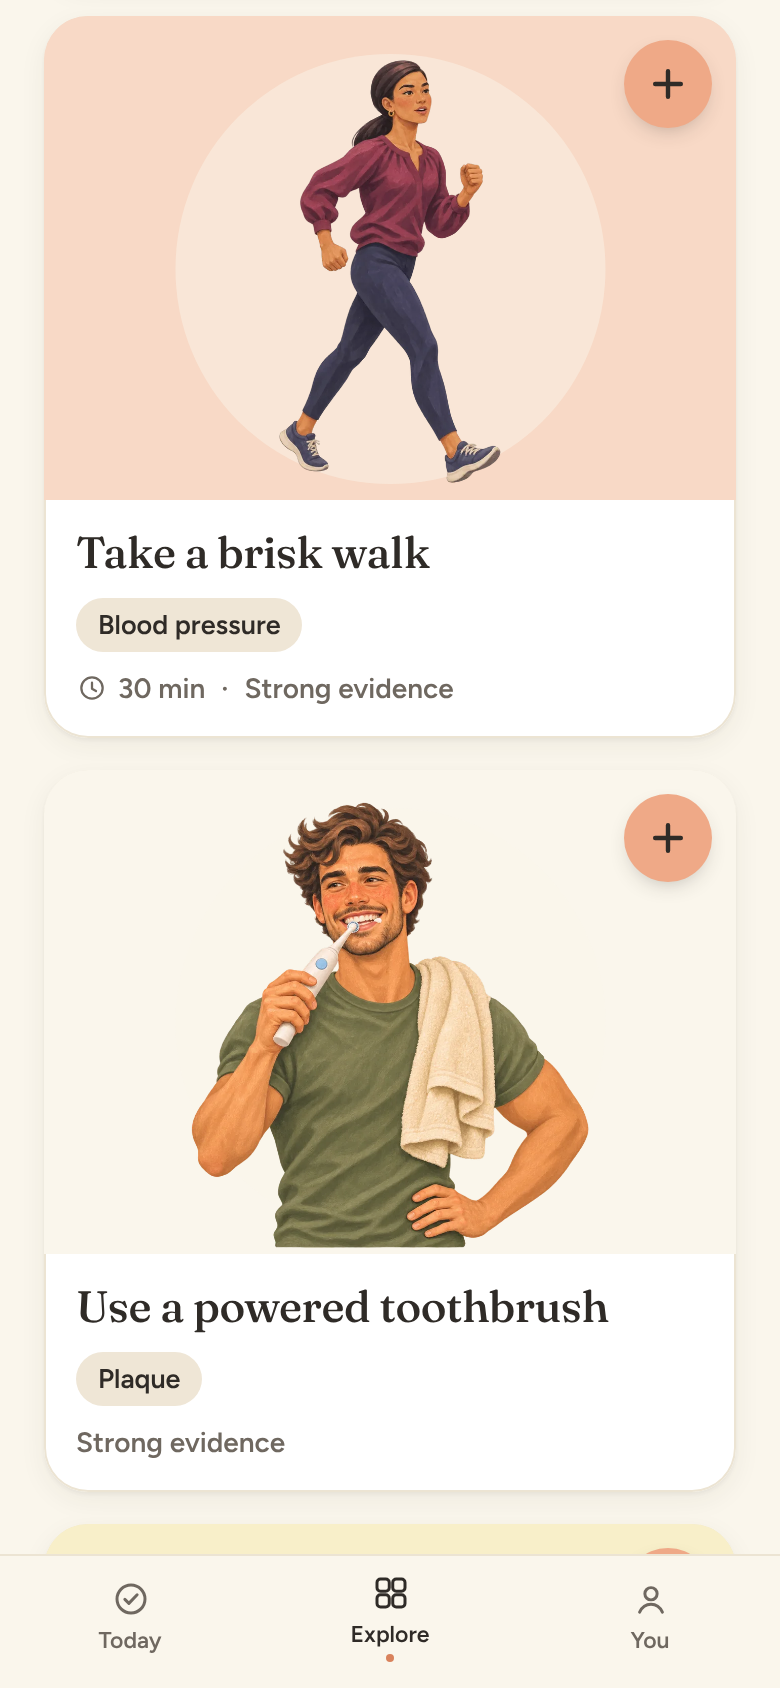 Take a brisk walk
Blood pressure
30 min · Strong evidence
Use a powered toothbrush
Plaque
Strong evidence
Today
Explore
You